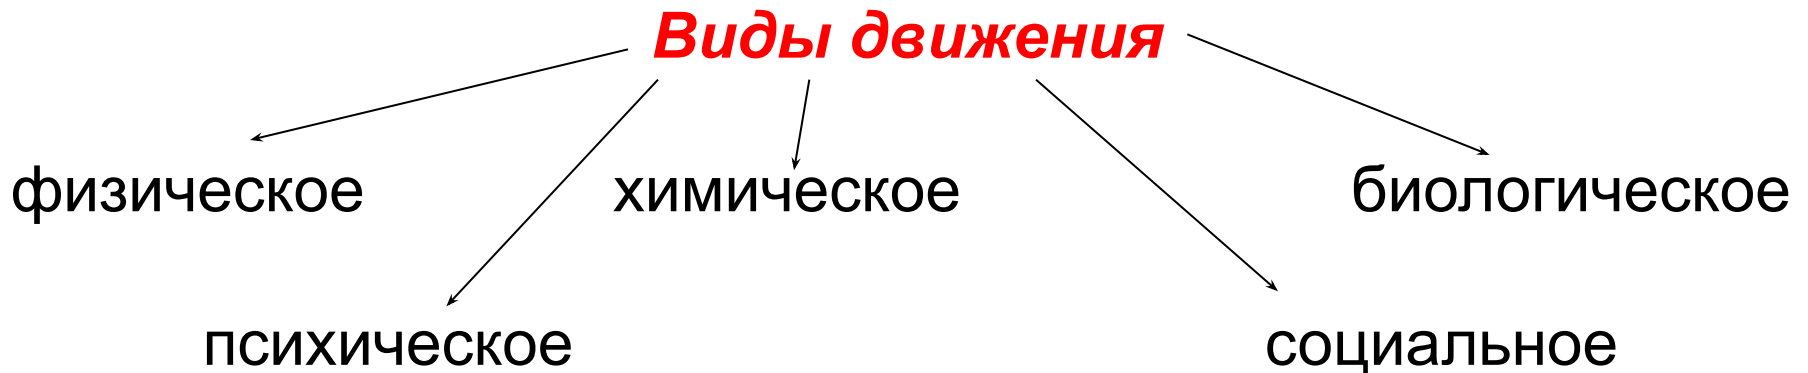 Виды движения
физическое химическое биологическое
психическое социальное